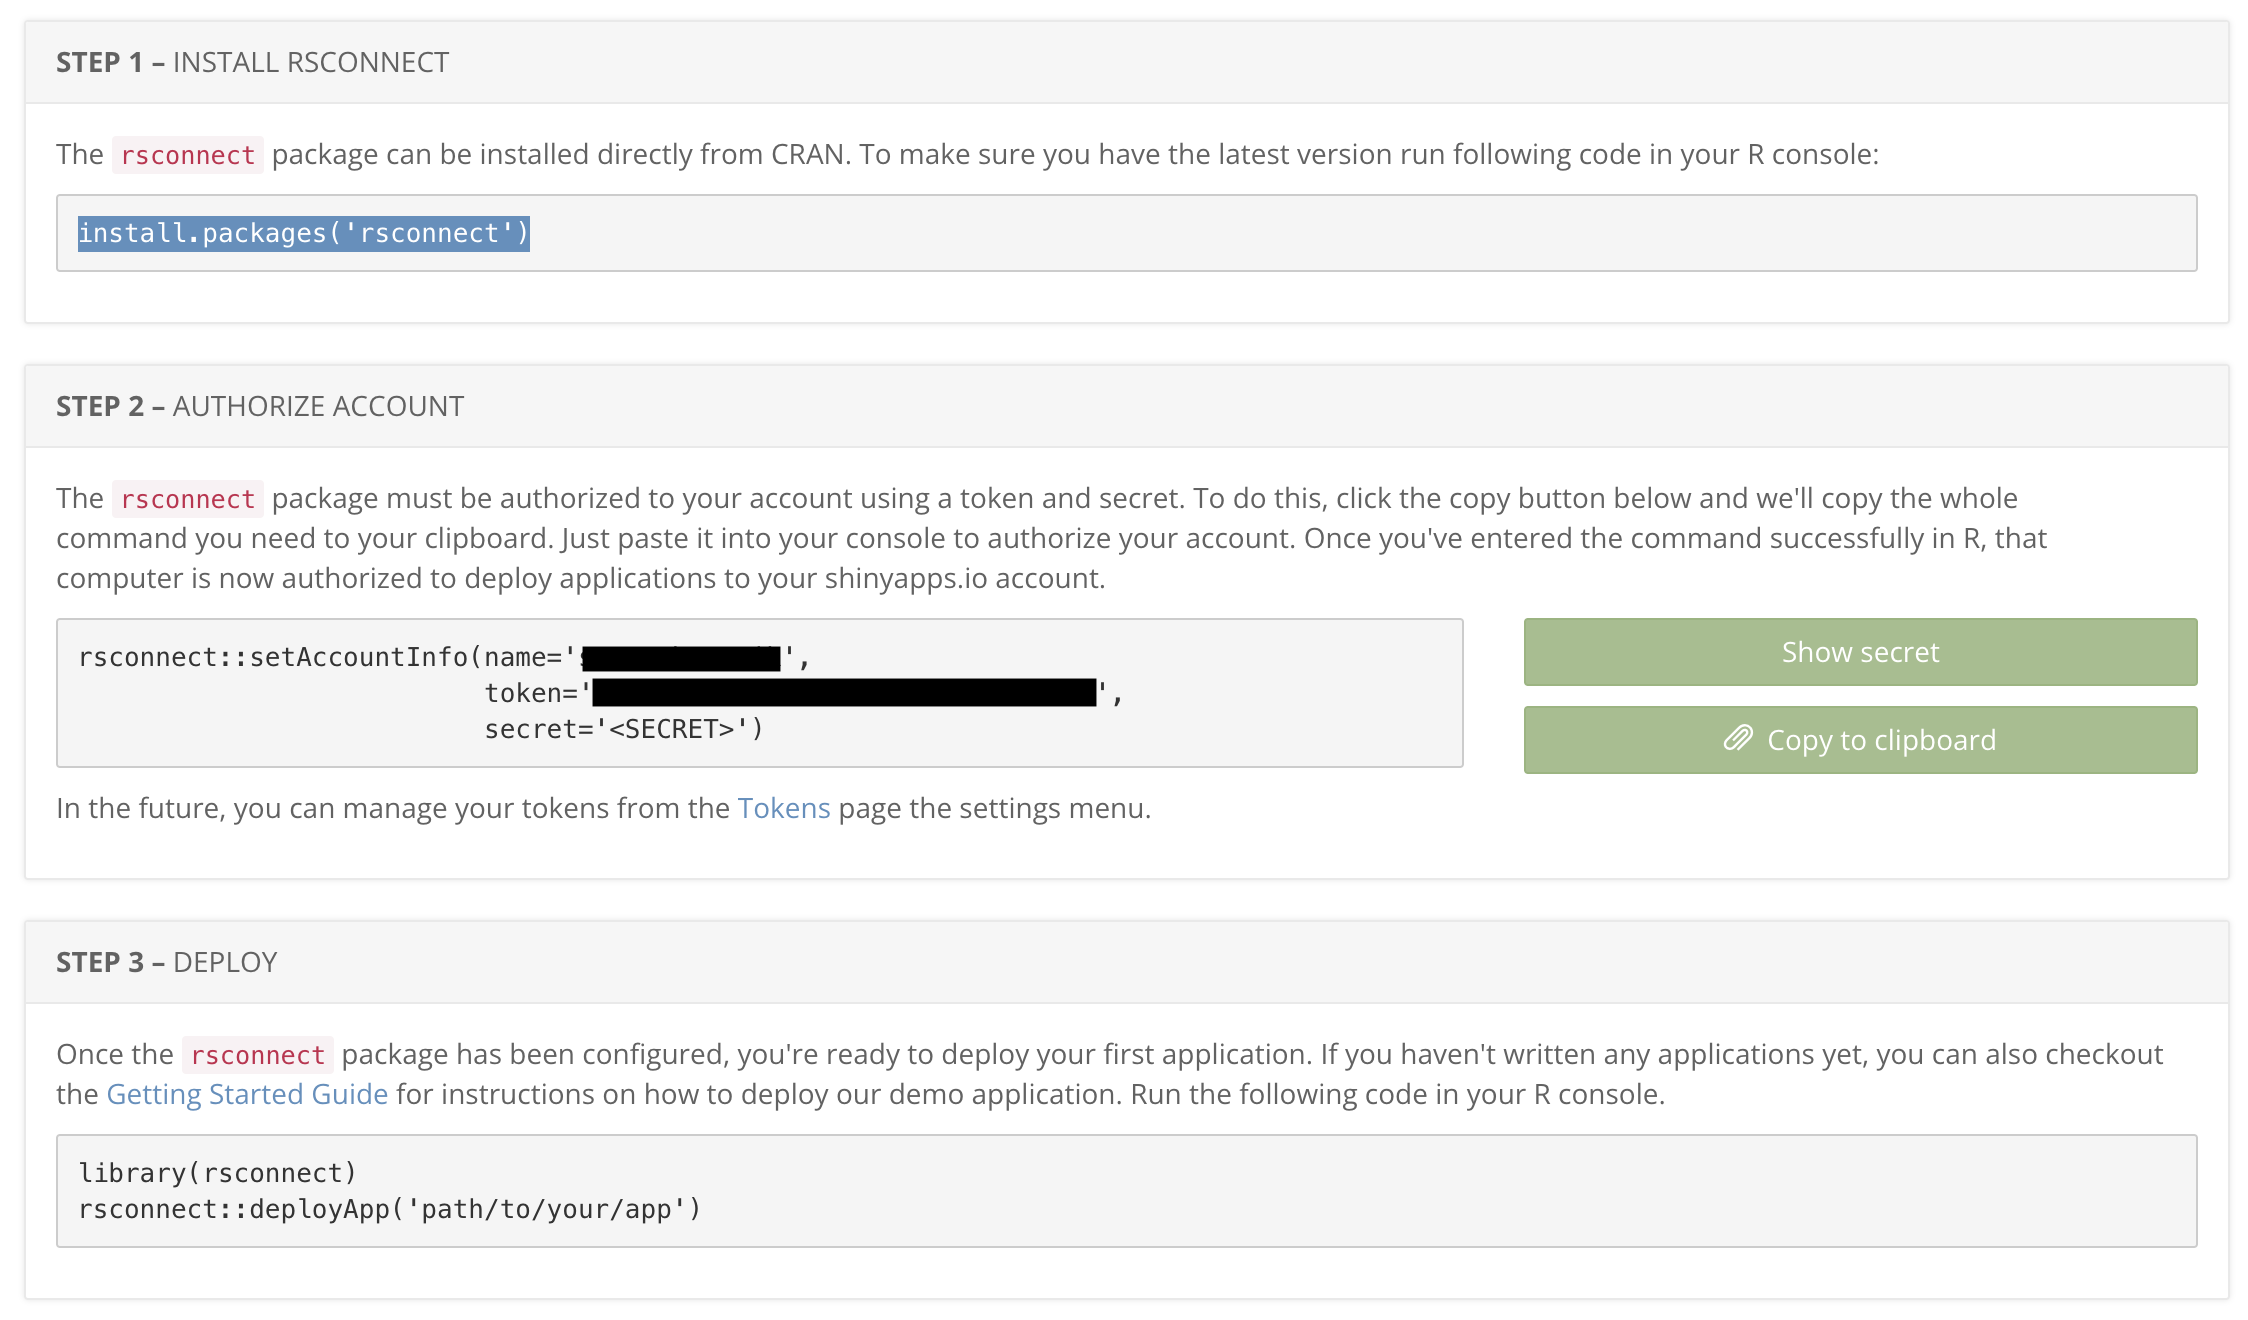 STEP 1 – INSTALL RSCONNECT
The rsconnect package can be installed directly from CRAN. To make sure you have the latest version run following code in your R console:
install.packages('rsconnect')
STEP 2 – AUTHORIZE ACCOUNT
The rsconnect package must be authorized to your account using a token and secret. To do this, click the copy button below and we'll copy the whole
command you need to your clipboard. Just paste it into your console to authorize your account. Once you've entered the command successfully in R, that
computer is now authorized to deploy applications to your shinyapps.io account.
rsconnect::setAccountInfo(name='',
token='',
secret='<SECRET>')
Show secret
Copy to clipboard
In the future, you can manage your tokens from the Tokens page the settings menu.
STEP 3 – DEPLOY
Once the rsconnect package has been configured, you're ready to deploy your first application. If you haven't written any applications yet, you can also checkout
the Getting Started Guide for instructions on how to deploy our demo application. Run the following code in your R console.
library(rsconnect)
rsconnect::deployApp('path/to/your/app')